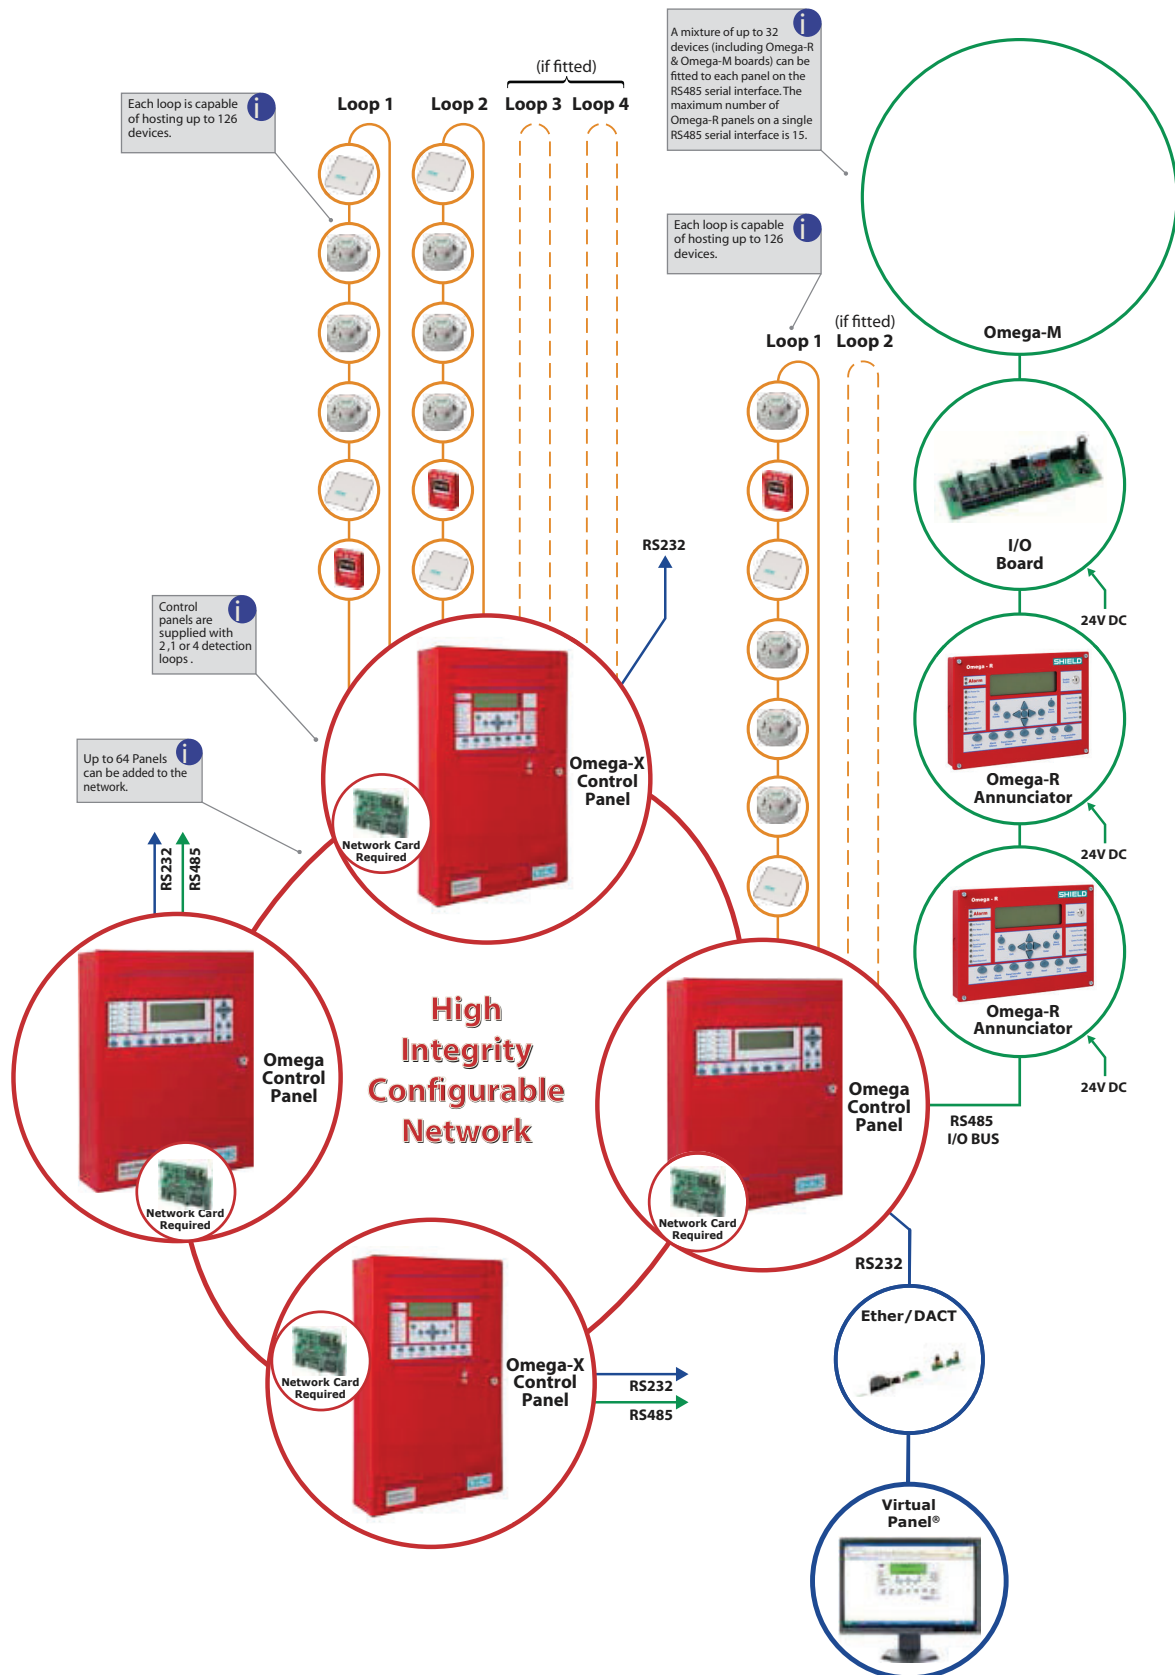 A mixture of up to 32
devices (including Omega-R
& Omega-M boards) can be
fitted to each panel on the
RS485 serial interface. The
maximum number of
Omega-R panels on a single
RS485 serial interface is 15.
(if fitted)
Loop 1
Loop 2
Loop 3
Loop 4
Each loop is capable
of hosting up to 126
devices.
Each loop is capable
of hosting up to 126
devices.
(if fitted)
Loop 1
Loop 2
Omega-M
I/O
Board
24V DC
RS232
Control
panels are
supplied with
2,1 or 4 detection
loops .
Omega - R
SHIELD
Alarm
Omega-R
Annunciator
24V DC
Up to 64 Panels
can be added to the
network.
Omega-X
Control
Panel
Network Card
Required
RS232
RS485
Omega - R
SHIELD
Alarm
Omega-R
Annunciator
24V DC
RS485
I/O BUS
High
Integrity
Configurable
Network
Omega
Control
Panel
Network Card
Required
Omega
Control
Panel
Network Card
Required
RS232
Ether/DACT
Omega-X
Control
Panel
Network Card
Required
RS232
RS485
Virtual
Panel®